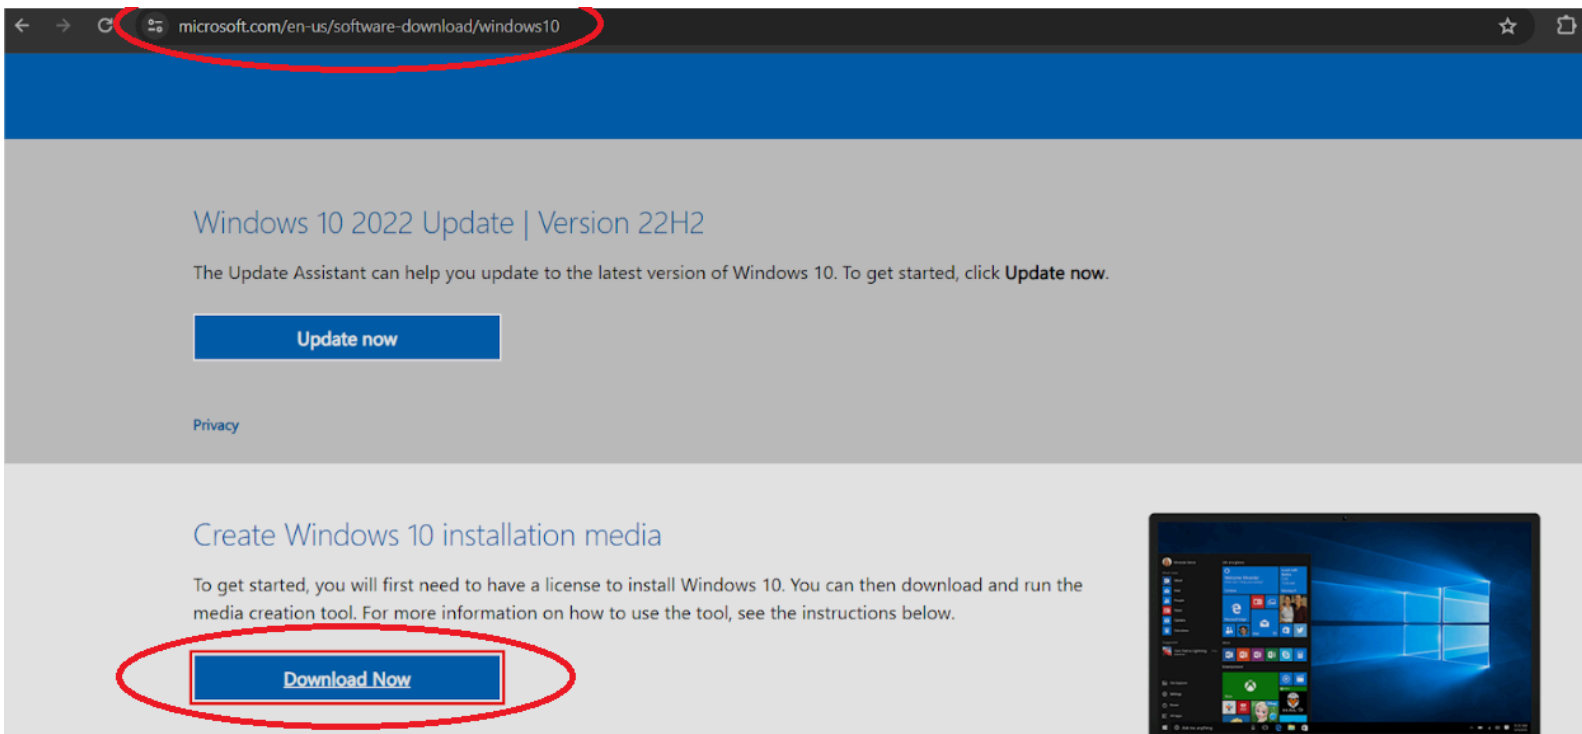 microsoft.com/en-us/software-download/windows10
Windows 10 2022 Update | Version 22H2
The Update Assistant can help you update to the latest version of Windows 10. To get started, click Update now.
Update now
Privacy
Create Windows 10 installation media
To get started, you will first need to have a license to install Windows 10. You can then download and run the
media creation tool. For more information on how to use the tool, see the instructions below.
Download Now